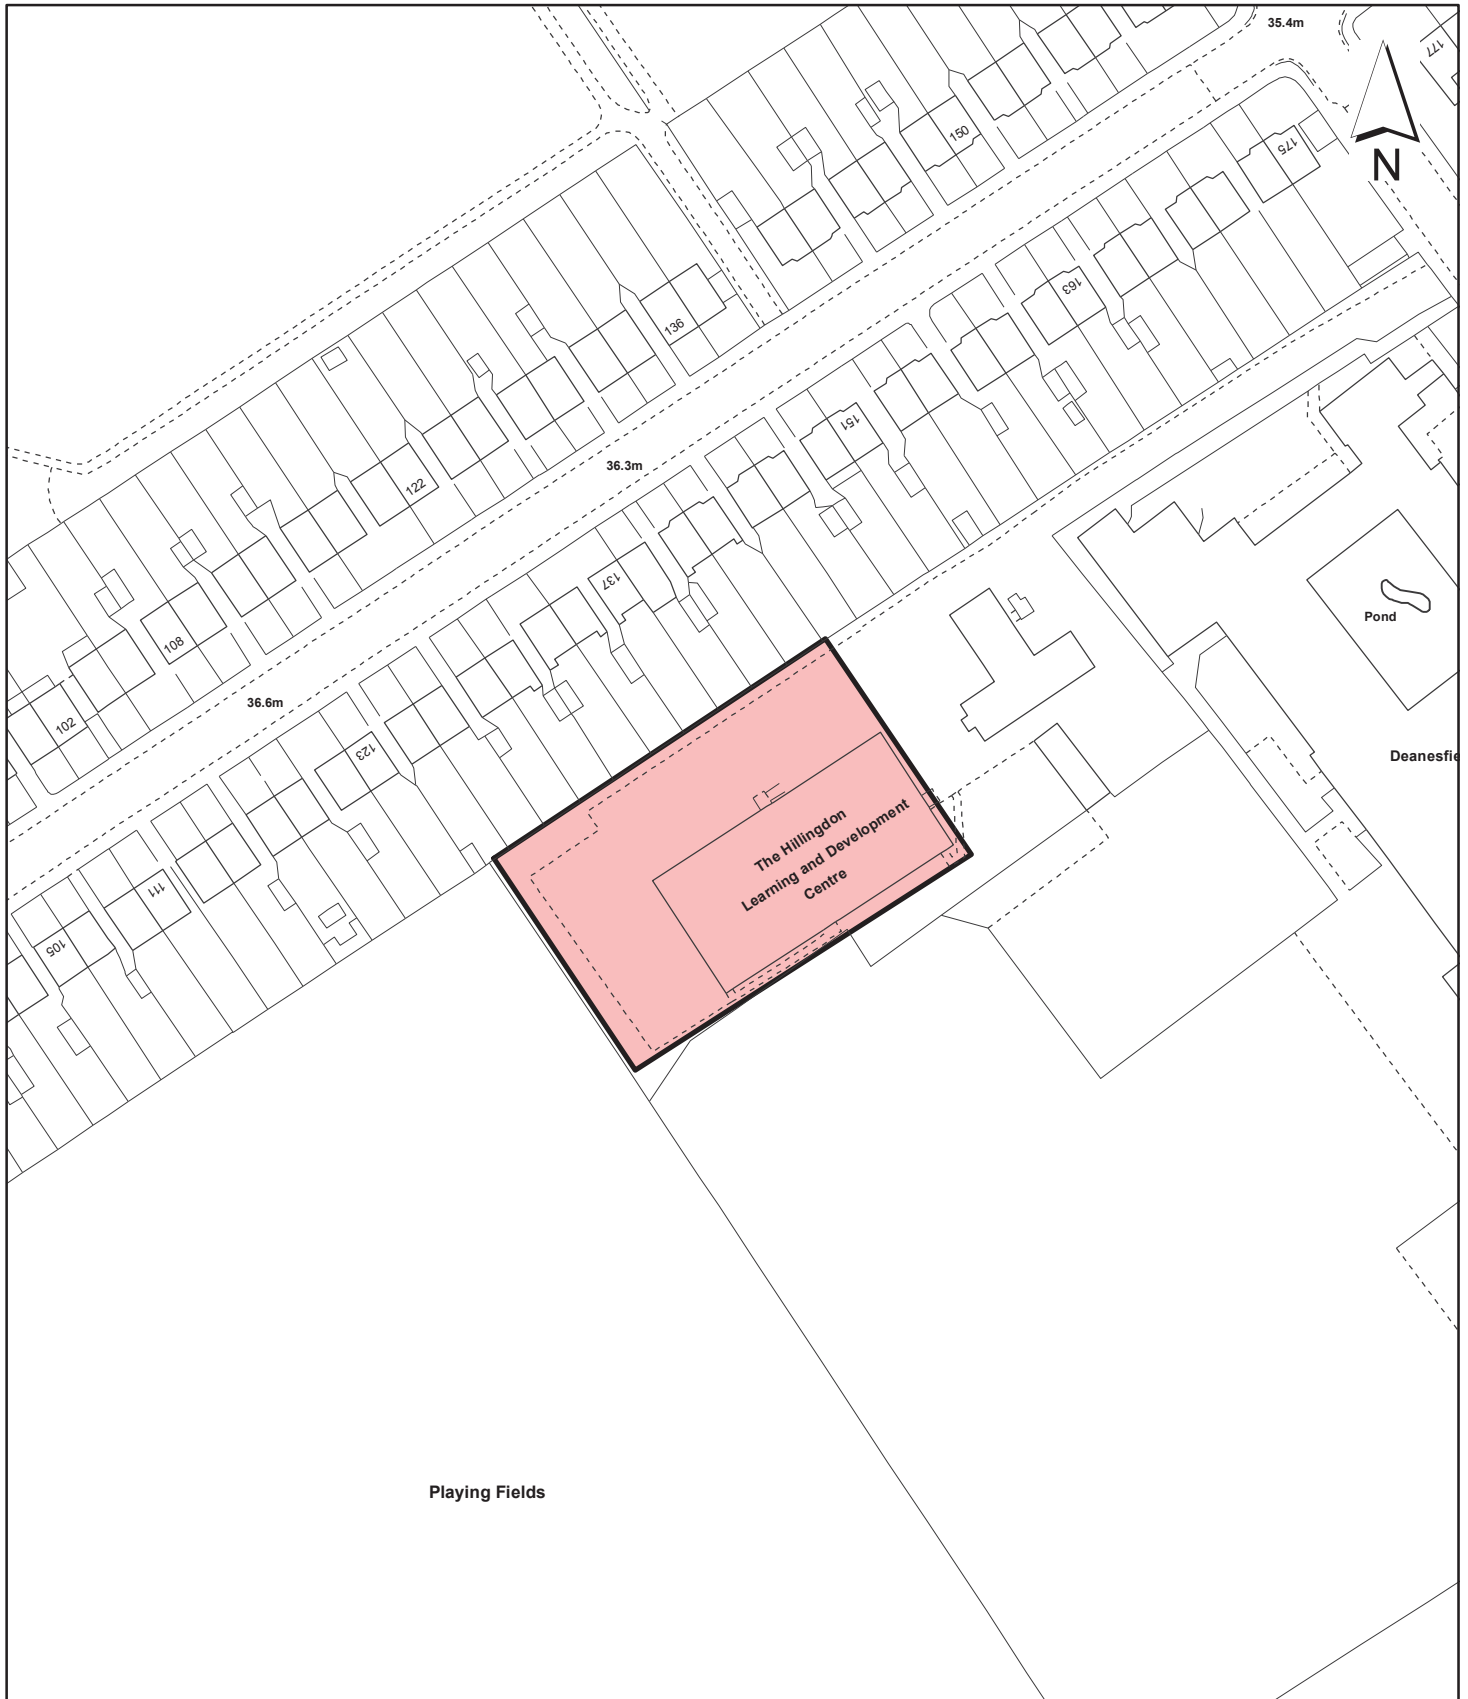 35.4m
177
N
150
175
136
163
151
122
36.3m
137
Pond
108
36.6m
102
123
Deanesfie
The Hillingdon
Learning and Development
Centre
111
105
Playing Fields